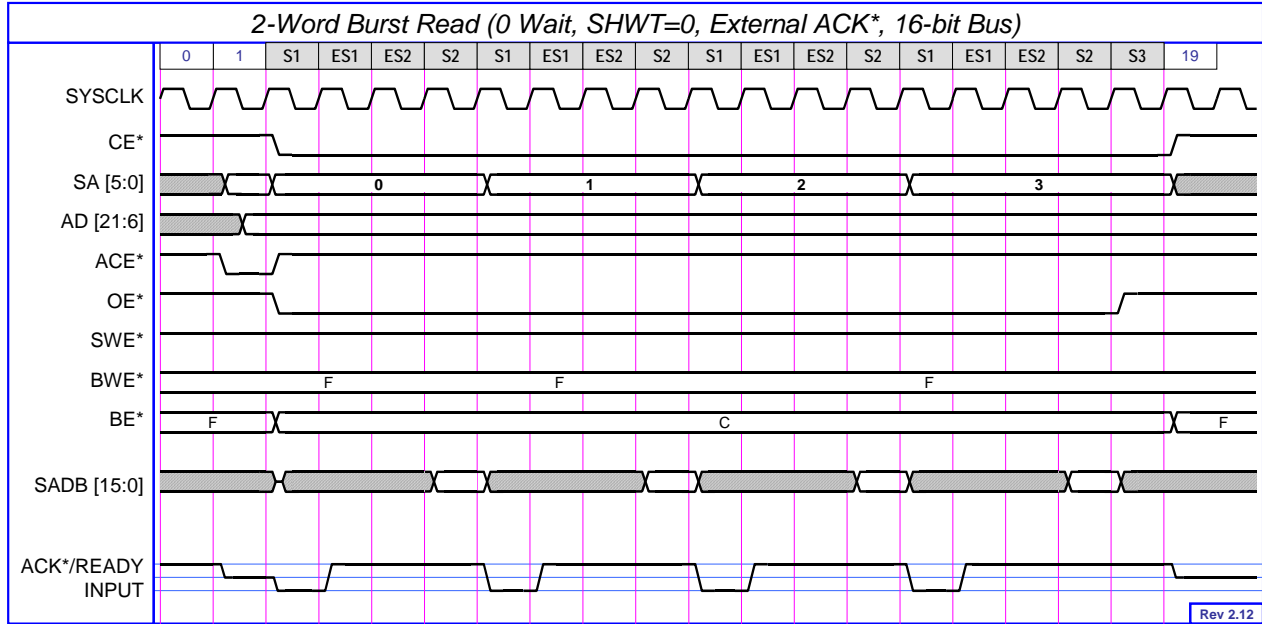 2-Word Burst Read (0 Wait, SHWT=0, External ACK*, 16-bit Bus)
0 1 S1 ES1 ES2 S2 S1 ES1 ES2 S2 S1 ES1 ES2 S2 S1 ES1 ES2 S2 S3 19
SYSCLK
CE*
SA [5:0] 0 1 2 3
AD [21:6]
ACE*
OE*
SWE*
BWE* F F F
BE* F C F
SADB [15:0]
ACK*/READY
INPUT
Rev 2.12